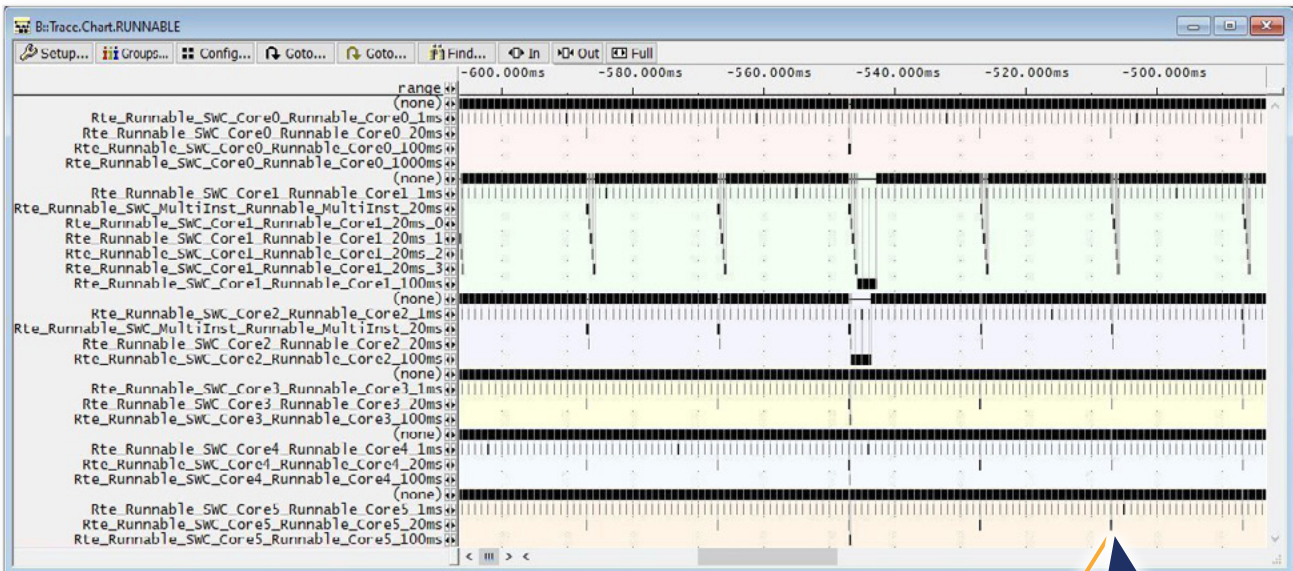 B::Trace.Chart.RUNNABLE
Setup... Groups... Config... Goto... Goto... Find... In Out Full
-600.000ms -580.000ms -560.000ms -540.000ms -520.000ms -500.000ms
range
(none)
Rte_Runnable_SWC_Core0_Runnable_Core0_1ms
Rte_Runnable_SWC_Core0_Runnable_Core0_20ms
Rte_Runnable_SWC_Core0_Runnable_Core0_100ms
Rte_Runnable_SWC_Core0_Runnable_Core0_1000ms
(none)
Rte_Runnable_SWC_Core1_Runnable_Core1_1ms
Rte_Runnable_SWC_MultiInst_Runnable_MultiInst_20ms
Rte_Runnable_SWC_Core1_Runnable_Core1_20ms_0
Rte_Runnable_SWC_Core1_Runnable_Core1_20ms_1
Rte_Runnable_SWC_Core1_Runnable_Core1_20ms_2
Rte_Runnable_SWC_Core1_Runnable_Core1_20ms_3
Rte_Runnable_SWC_Core1_Runnable_Core1_100ms
(none)
Rte_Runnable_SWC_Core2_Runnable_Core2_1ms
Rte_Runnable_SWC_MultiInst_Runnable_MultiInst_20ms
Rte_Runnable_SWC_Core2_Runnable_Core2_20ms
Rte_Runnable_SWC_Core2_Runnable_Core2_100ms
(none)
Rte_Runnable_SWC_Core3_Runnable_Core3_1ms
Rte_Runnable_SWC_Core3_Runnable_Core3_20ms
Rte_Runnable_SWC_Core3_Runnable_Core3_100ms
(none)
Rte_Runnable_SWC_Core4_Runnable_Core4_1ms
Rte_Runnable_SWC_Core4_Runnable_Core4_20ms
Rte_Runnable_SWC_Core4_Runnable_Core4_100ms
(none)
Rte_Runnable_SWC_Core5_Runnable_Core5_1ms
Rte_Runnable_SWC_Core5_Runnable_Core5_20ms
Rte_Runnable_SWC_Core5_Runnable_Core5_100ms